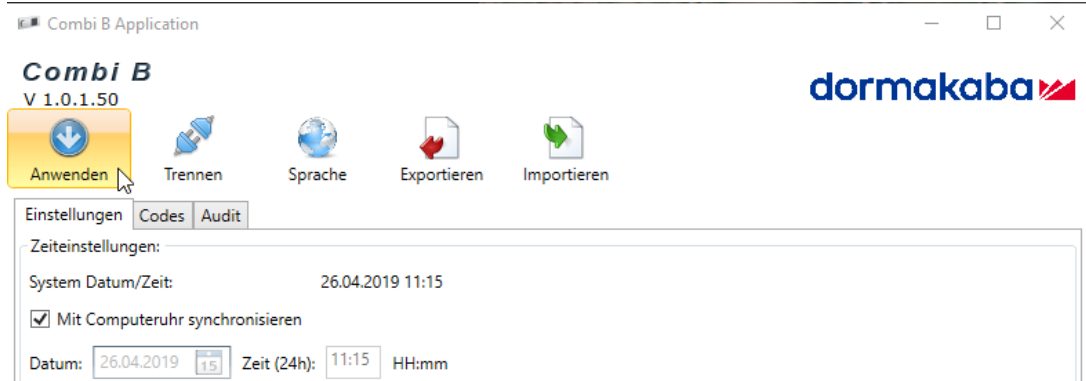 Combi B Application
Combi B
V 1.0.1.50
dormakaba
Anwenden Trennen Sprache Exportieren Importieren
Einstellungen Codes Audit
Zeiteinstellungen:
System Datum/Zeit: 26.04.2019 11:15
Mit Computeruhr synchronisieren
Datum: 26.04.2019 15 Zeit (24h): 11:15 HH:mm